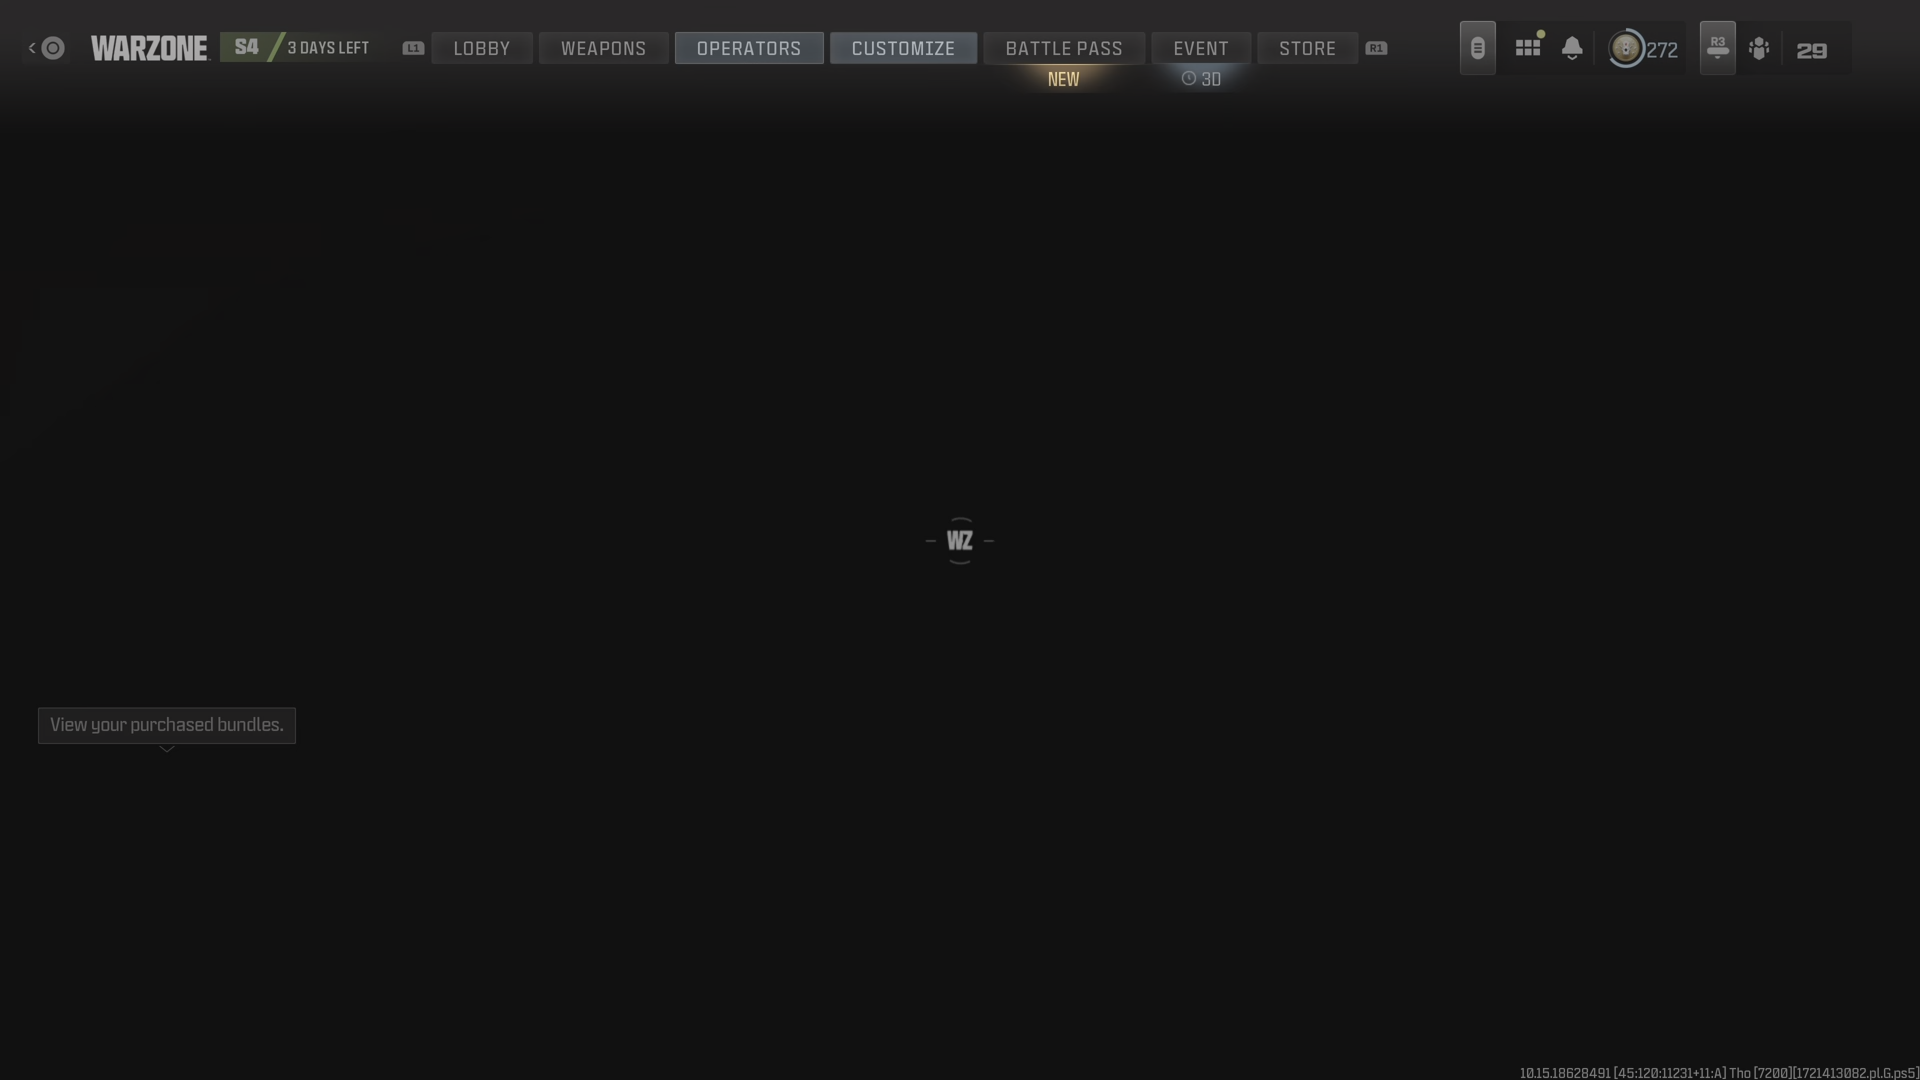 WARZONE
S4
3 DAYS LEFT
L1
LOBBY
WEAPONS
OPERATORS
CUSTOMIZE
BATTLE PASS
EVENT
STORE
R1
272
R3
29
NEW
3D
WZ
View your purchased bundles.
10.15.18628491 [45:120:11231+11:A] Tho [7200][1721413082.pl.G.ps5]